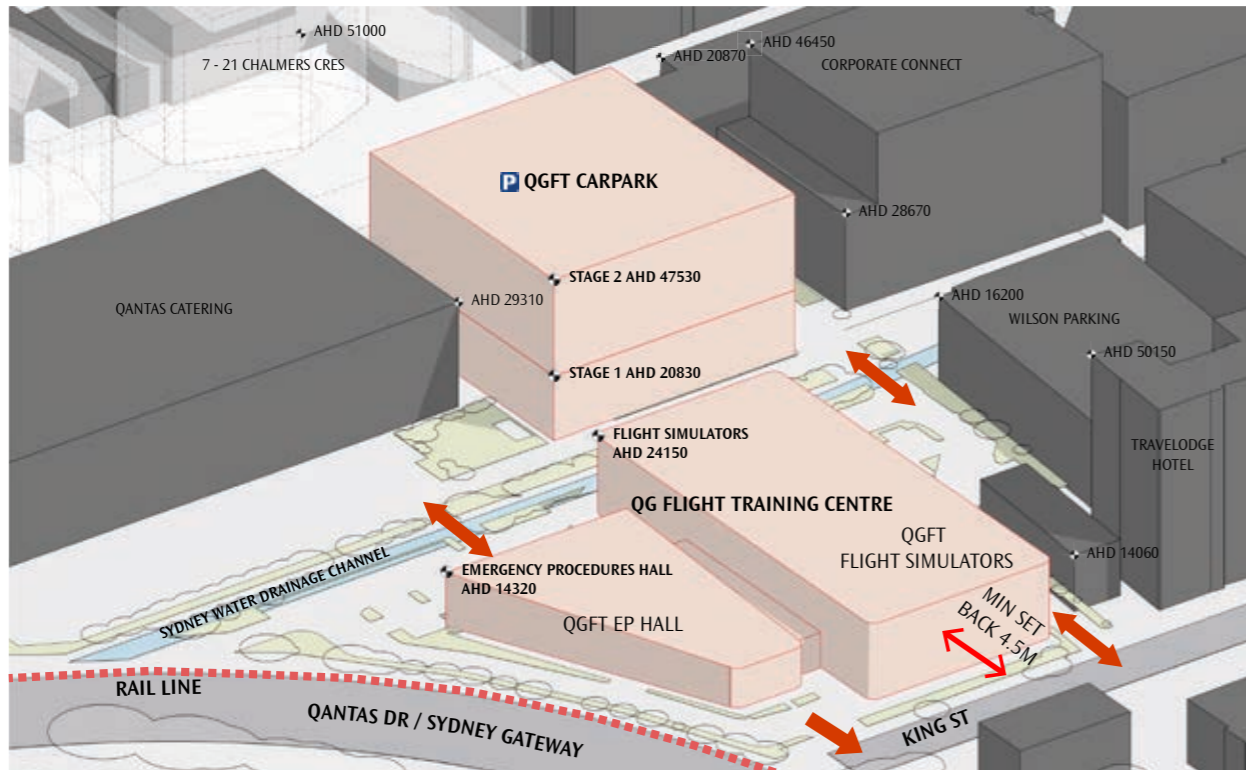 AHD 51000
7 - 21 CHALMERS CRES
AHD 20870
AHD 46450
CORPORATE CONNECT
P QGFT CARPARK
AHD 28670
STAGE 2 AHD 47530
AHD 29310
QANTAS CATERING
AHD 16200
WILSON PARKING
AHD 50150
STAGE 1 AHD 20830
FLIGHT SIMULATORS
AHD 24150
TRAVELODGE
HOTEL
QG FLIGHT TRAINING CENTRE
QGFT
FLIGHT SIMULATORS
AHD 14060
SYDNEY WATER DRAINAGE CHANNEL
EMERGENCY PROCEDURES HALL
AHD 14320
QGFT EP HALL
MIN SET
BACK 4.5M
RAIL LINE
QANTAS DR / SYDNEY GATEWAY
KING ST